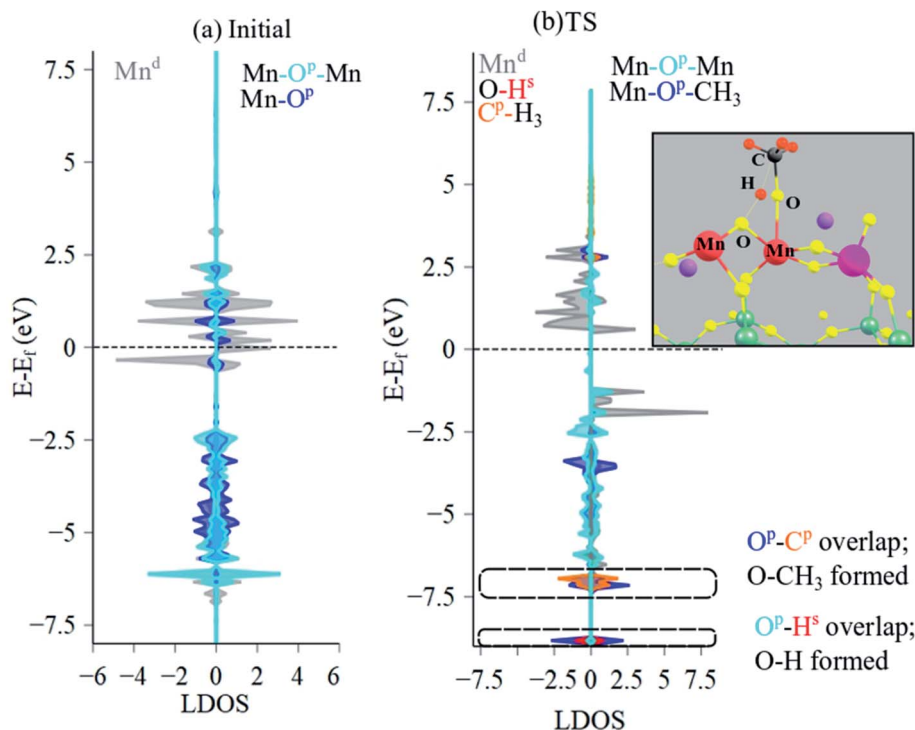 (a) Initial
Mn^d
Mn-O^p-Mn
Mn-O^p
7.5
5
2.5
0
−2.5
−5
−7.5
E-E_f (eV)
−6 −4 −2 0 2 4 6
LDOS
(b)TS
Mn^d
O-H^s
C^p-H_3
Mn-O^p-Mn
Mn-O^p-CH_3
7.5
5
2.5
0
−2.5
−5
−7.5
E-E_f (eV)
−7.5 −5 −2.5 0 2.5 5 7.5
LDOS
C
H
O
Mn
O
Mn
O^p-C^p overlap;
O-CH_3 formed
O^p-H^s overlap;
O-H formed